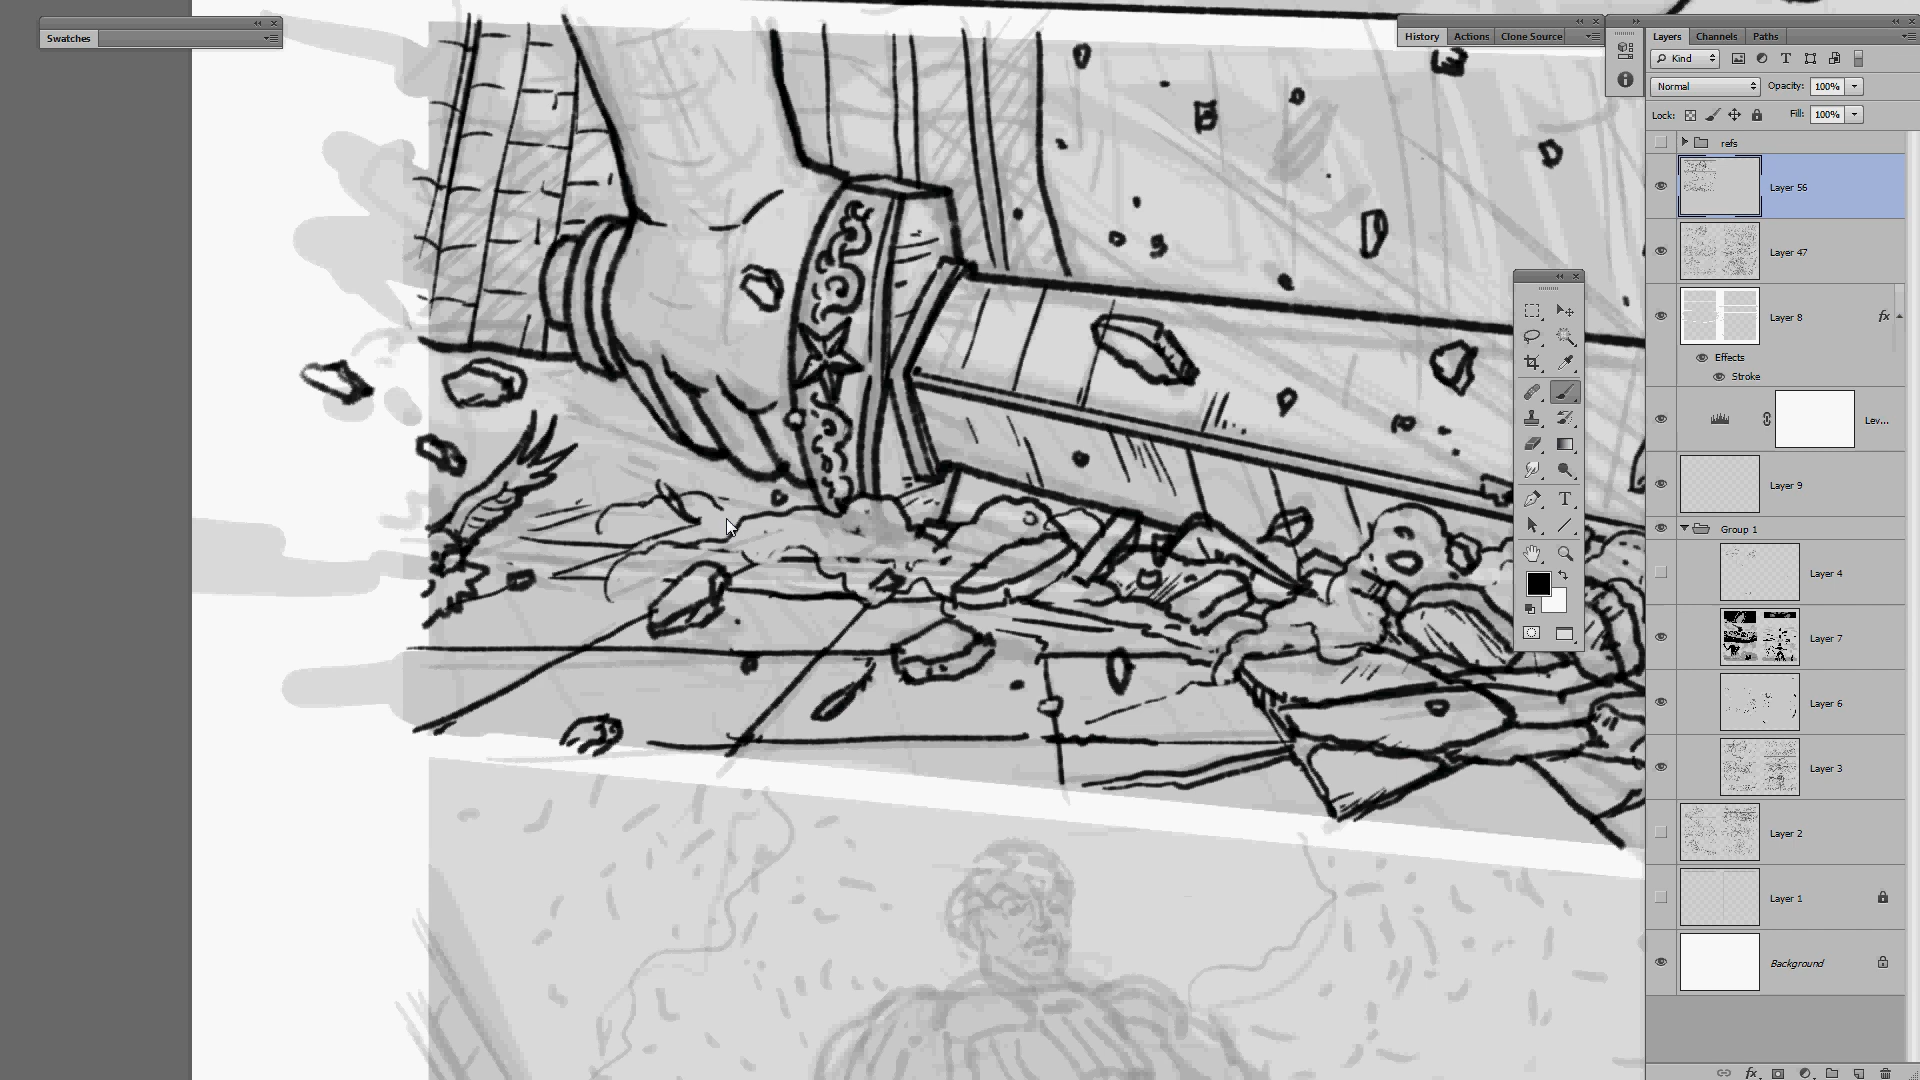 Swatches
History Actions Clone Source
Layers Channels Paths
Kind
Normal Opacity: 100%
Lock: Fill: 100%
refs
Layer 56
Layer 47
Layer 8 fx
Effects
Stroke
Lev...
Layer 9
Group 1
Layer 4
Layer 7
Layer 6
Layer 3
Layer 2
Layer 1
Background
fx